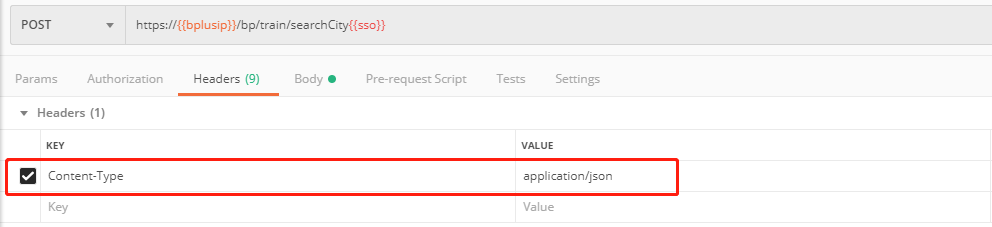 POST https://{{bplusip}}/bp/train/searchCity{{sso}}
Params Authorization Headers (9) Body Pre-request Script Tests Settings
Headers (1)
KEY VALUE
Content-Type application/json
Key Value